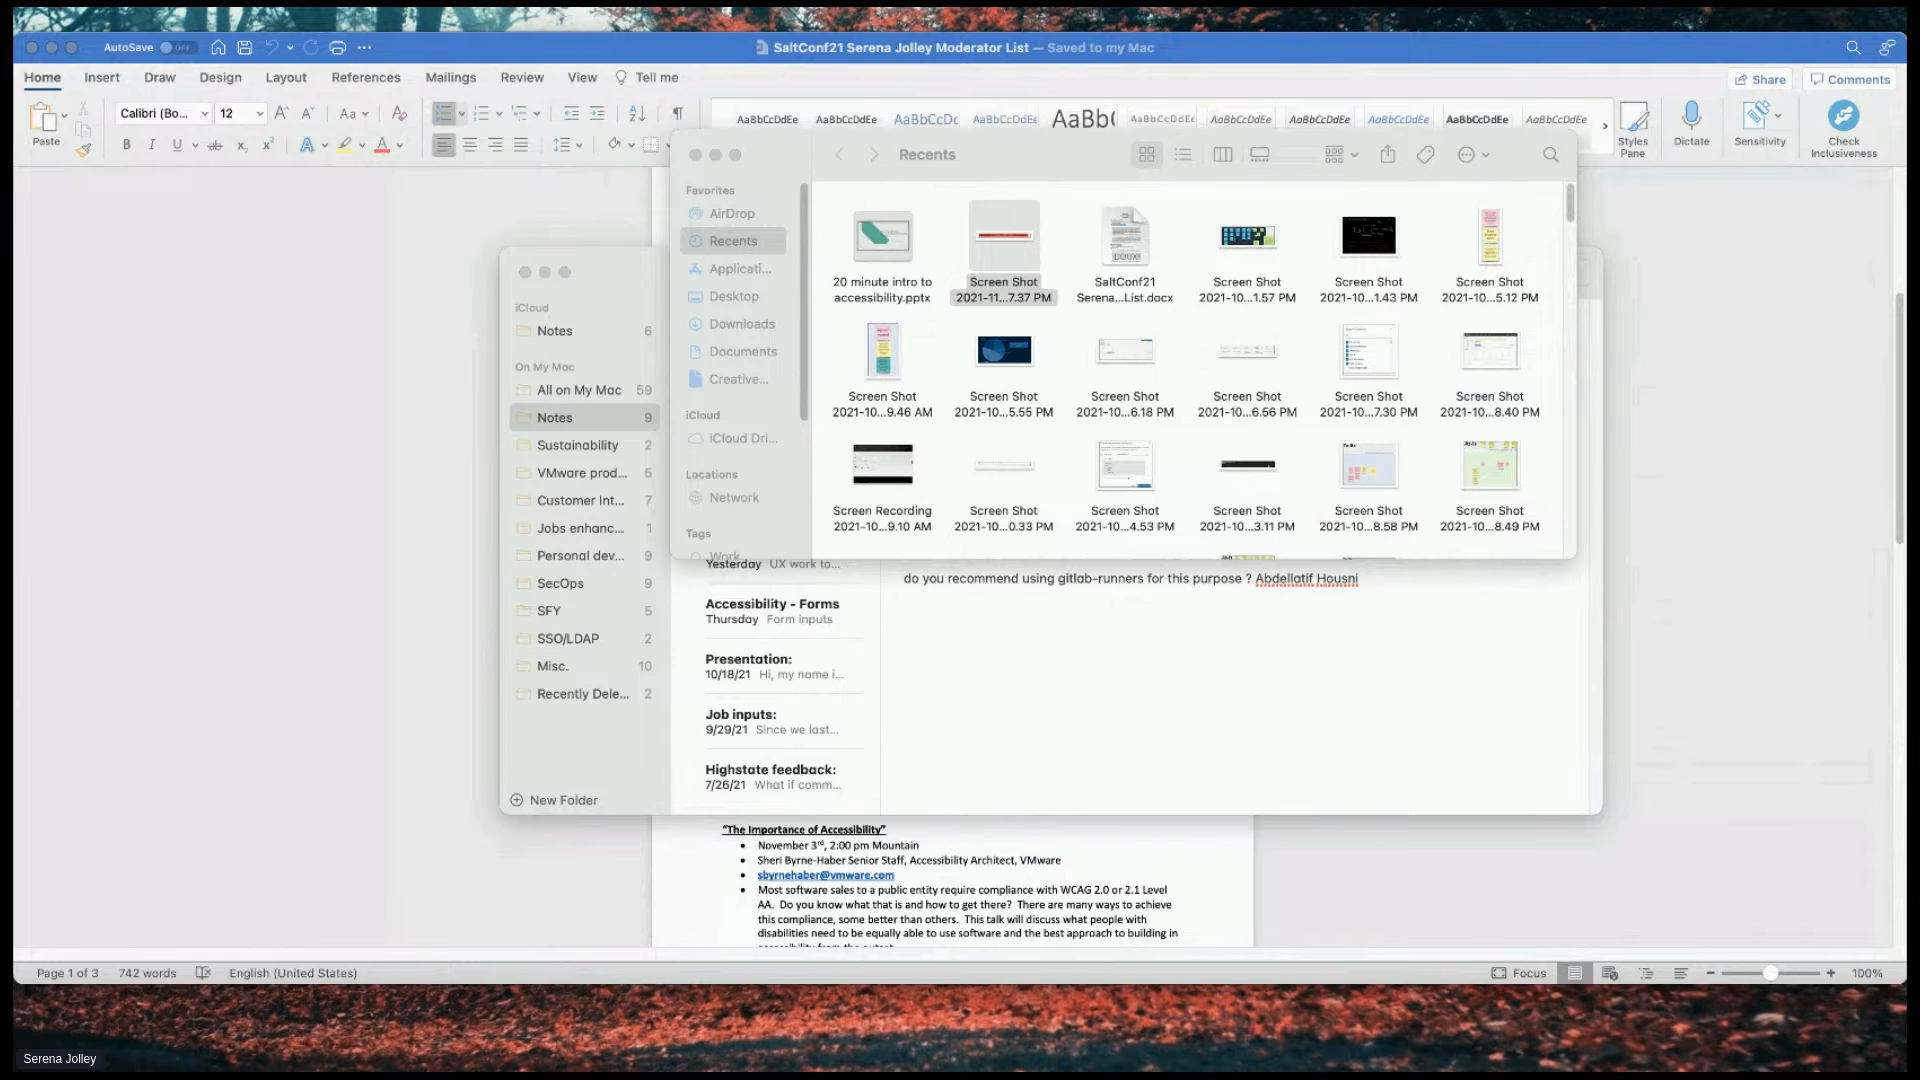 AutoSave OFF
SaltConf21 Serena Jolley Moderator List — Saved to my Mac
Home Insert Draw Design Layout References Mailings Review View Tell me
Share Comments
Paste
Calibri (Bo... 12
AaBbCcDdEe AaBbCcDdEe AaBbCcDc AaBbCcDdEe AaBb( AaBbCcDdEe AaBbCcDdEe AaBbCcDdEe AaBbCcDdEe AaBbCcDdEe AaBbCcDdEe
Styles Pane
Dictate
Sensitivity
Check Inclusiveness
Recents
Favorites
AirDrop
Recents
Applicati...
Desktop
Downloads
Documents
Creative...
iCloud
iCloud Dri...
Locations
Network
Tags
Work
20 minute intro to accessibility.pptx
Screen Shot 2021-11...7.37 PM
SaltConf21 Serena...List.docx
Screen Shot 2021-10...1.57 PM
Screen Shot 2021-10...1.43 PM
Screen Shot 2021-10...5.12 PM
Screen Shot 2021-10...9.46 AM
Screen Shot 2021-10...5.55 PM
Screen Shot 2021-10...6.18 PM
Screen Shot 2021-10...6.56 PM
Screen Shot 2021-10...7.30 PM
Screen Shot 2021-10...8.40 PM
Screen Recording 2021-10...9.10 AM
Screen Shot 2021-10...0.33 PM
Screen Shot 2021-10...4.53 PM
Screen Shot 2021-10...3.11 PM
Screen Shot 2021-10...8.58 PM
Screen Shot 2021-10...8.49 PM
iCloud
Notes 6
On My Mac
All on My Mac 59
Notes 9
Sustainability 2
VMware prod... 5
Customer Int... 7
Jobs enhanc... 1
Personal dev... 9
SecOps 9
SFY 5
SSO/LDAP 2
Misc. 10
Recently Dele... 2
New Folder
Yesterday UX work to...
Accessibility - Forms
Thursday Form inputs
Presentation:
10/18/21 Hi, my name i...
Job inputs:
9/29/21 Since we last...
Highstate feedback:
7/26/21 What if comm...
do you recommend using gitlab-runners for this purpose ? Abdellatif Housni
"The Importance of Accessibility"
• November 3rd, 2:00 pm Mountain
• Sheri Byrne-Haber Senior Staff, Accessibility Architect, VMware
• sbyrnehaber@vmware.com
• Most software sales to a public entity require compliance with WCAG 2.0 or 2.1 Level
AA. Do you know what that is and how to get there? There are many ways to achieve
this compliance, some better than others. This talk will discuss what people with
disabilities need to be equally able to use software and the best approach to building in
accessibility from the outset.
Page 1 of 3 742 words English (United States)
Focus 100%
Serena Jolley